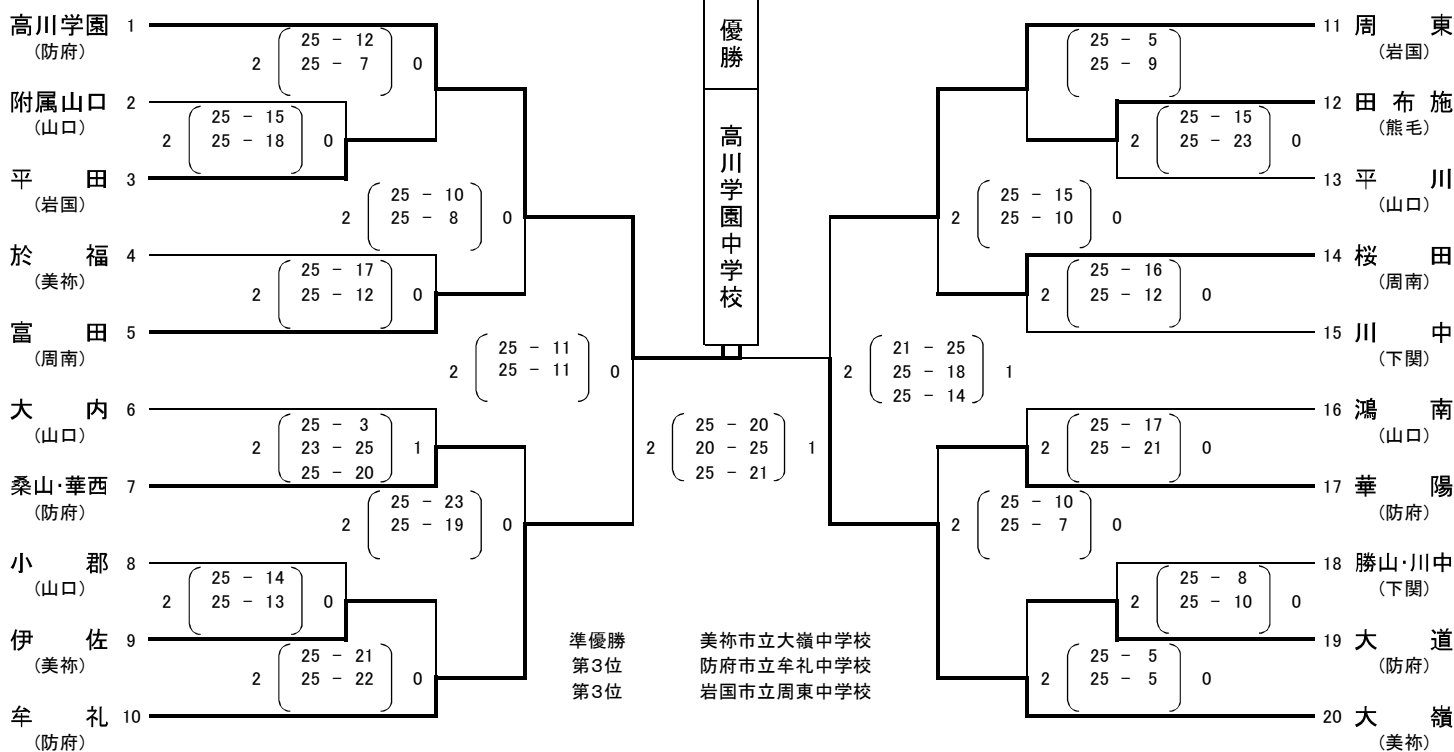 優勝
高川学園中学校
高川学園 1
(防府)
25 - 12
2 25 - 7 0
附属山口 2
(山口)
25 - 15
2 25 - 18 0
平田 3
(岩国)
25 - 10
2 25 - 8 0
於福 4
(美祢)
25 - 17
2 25 - 12 0
富田 5
(周南)
25 - 11
2 25 - 11 0
大内 6
(山口)
25 - 3
2 23 - 25 1
25 - 20
桑山・華西 7
(防府)
25 - 23
2 25 - 19 0
小郡 8
(山口)
25 - 14
2 25 - 13 0
伊佐 9
(美祢)
25 - 21
2 25 - 22 0
牟礼 10
(防府)
25 - 20
2 20 - 25 1
25 - 21
11 周東
(岩国)
25 - 5
25 - 9
12 田布施
(熊毛)
25 - 15
2 25 - 23 0
13 平川
(山口)
25 - 15
2 25 - 10 0
14 桜田
(周南)
25 - 16
2 25 - 12 0
15 川中
(下関)
21 - 25
2 25 - 18 1
25 - 14
16 鴻南
(山口)
25 - 17
2 25 - 21 0
17 華陽
(防府)
25 - 10
2 25 - 7 0
18 勝山・川中
(下関)
25 - 8
2 25 - 10 0
19 大道
(防府)
25 - 5
2 25 - 5 0
20 大嶺
(美祢)
準優勝 美祢市立大嶺中学校
第3位 防府市立牟礼中学校
第3位 岩国市立周東中学校